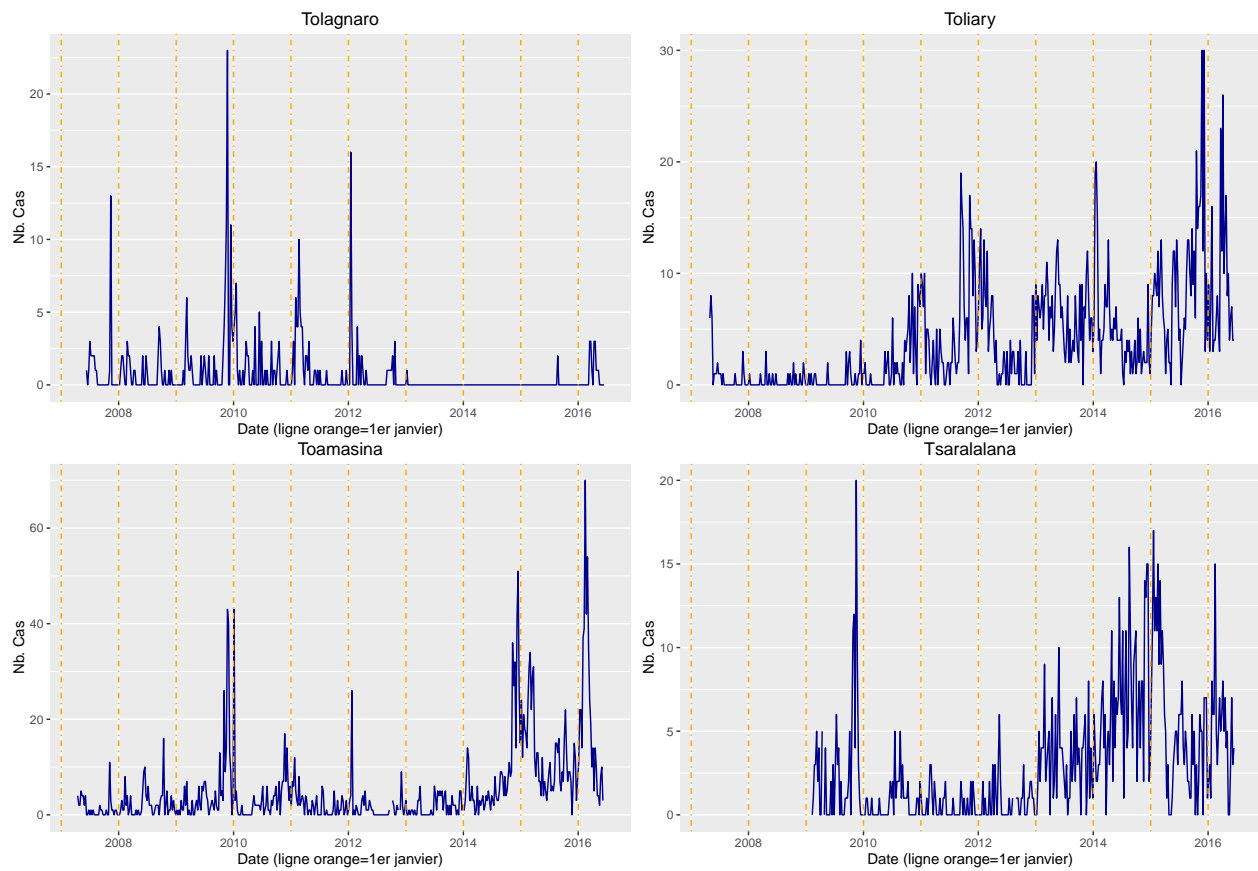 Tolagnaro
Toliary
20
15
10
5
0
Nb. Cas
2008 2010 2012 2014 2016
Date (ligne orange=1er janvier)
30
20
10
0
Nb. Cas
2008 2010 2012 2014 2016
Date (ligne orange=1er janvier)
Toamasina
Tsaralalana
60
40
20
0
Nb. Cas
2008 2010 2012 2014 2016
Date (ligne orange=1er janvier)
20
15
10
5
0
Nb. Cas
2008 2010 2012 2014 2016
Date (ligne orange=1er janvier)